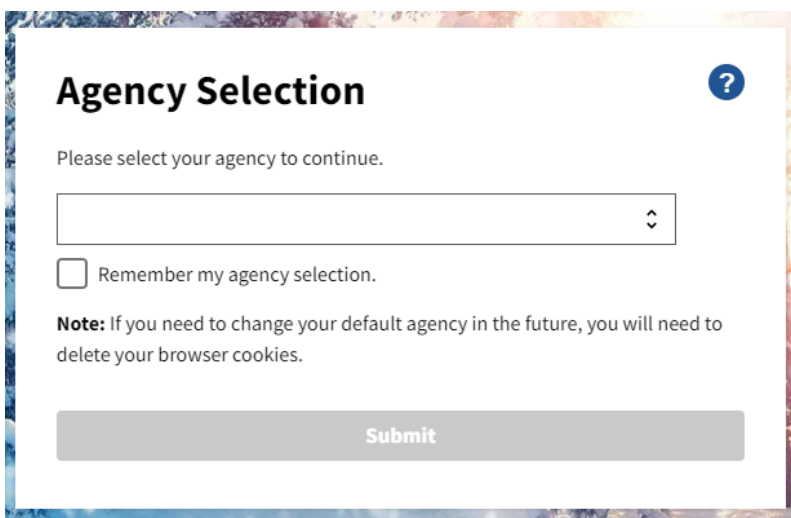 Agency Selection
?
Please select your agency to continue.
Remember my agency selection.
Note: If you need to change your default agency in the future, you will need to
delete your browser cookies.
Submit